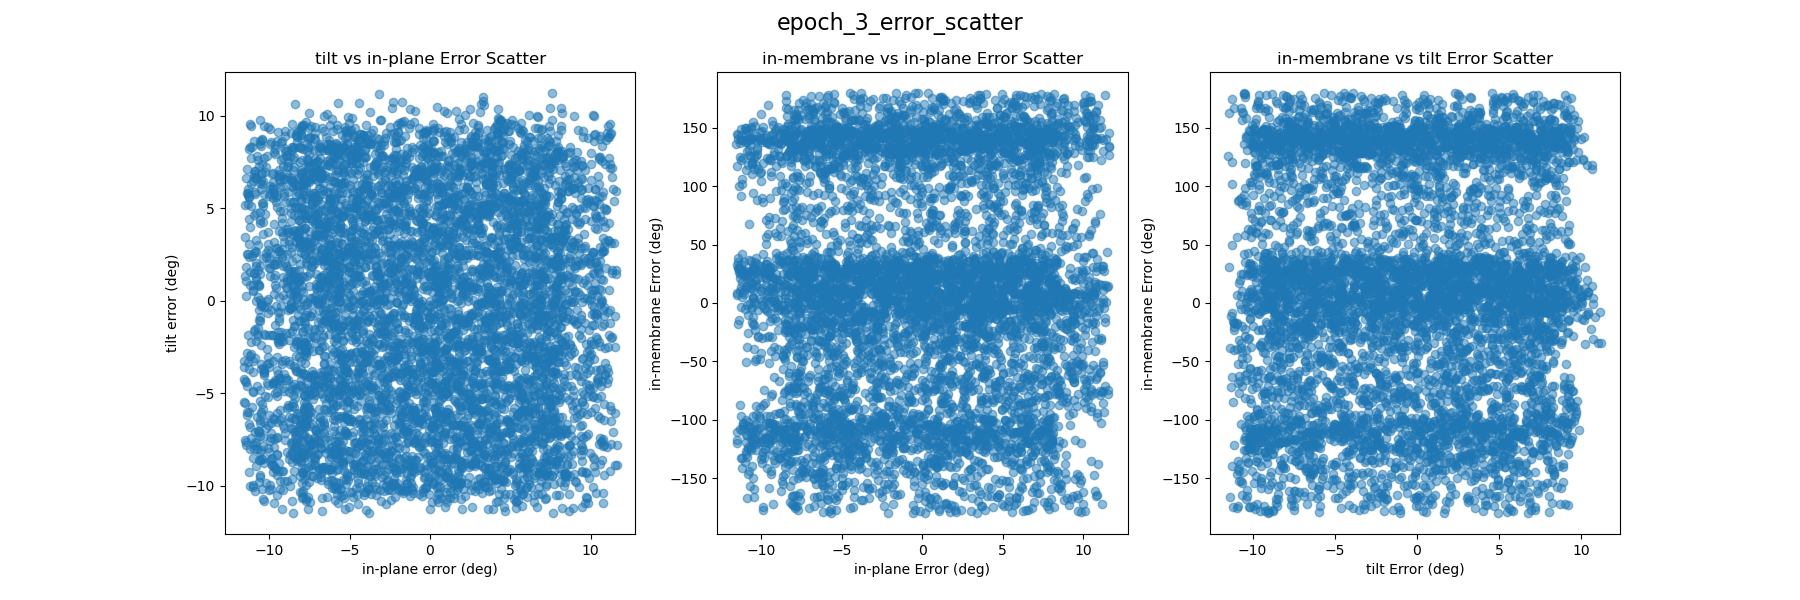 epoch_3_error_scatter
tilt vs in-plane Error Scatter
10
5
0
−5
−10
tilt error (deg)
−10 −5 0 5 10
in-plane error (deg)
in-membrane vs in-plane Error Scatter
150
100
50
0
−50
−100
−150
in-membrane Error (deg)
−10 −5 0 5 10
in-plane Error (deg)
in-membrane vs tilt Error Scatter
150
100
50
0
−50
−100
−150
in-membrane Error (deg)
−10 −5 0 5 10
tilt Error (deg)